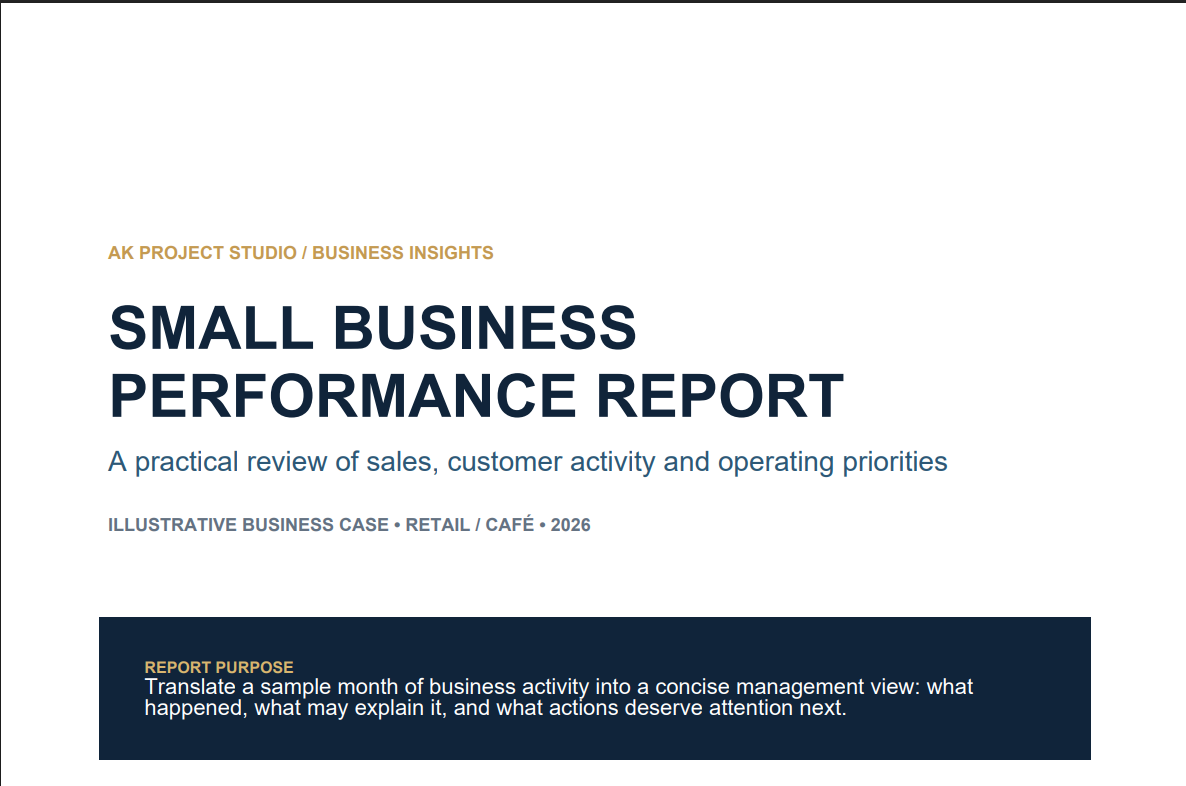 AK PROJECT STUDIO / BUSINESS INSIGHTS
SMALL BUSINESS
PERFORMANCE REPORT
A practical review of sales, customer activity and operating priorities
ILLUSTRATIVE BUSINESS CASE • RETAIL / CAFÉ • 2026
REPORT PURPOSE
Translate a sample month of business activity into a concise management view: what
happened, what may explain it, and what actions deserve attention next.